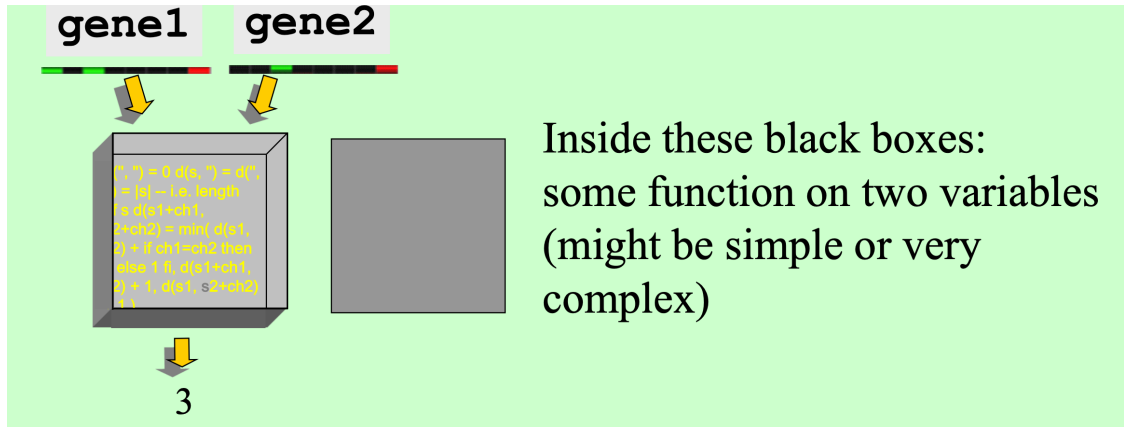 gene1 gene2
('', '') = 0 d(s, '') = d('',
) = |s| -- i.e. length
f s d(s1+ch1,
2+ch2) = min( d(s1,
2) + if ch1=ch2 then
else 1 fi, d(s1+ch1,
2) + 1, d(s1, s2+ch2)
1 )
3
Inside these black boxes:
some function on two variables
(might be simple or very
complex)